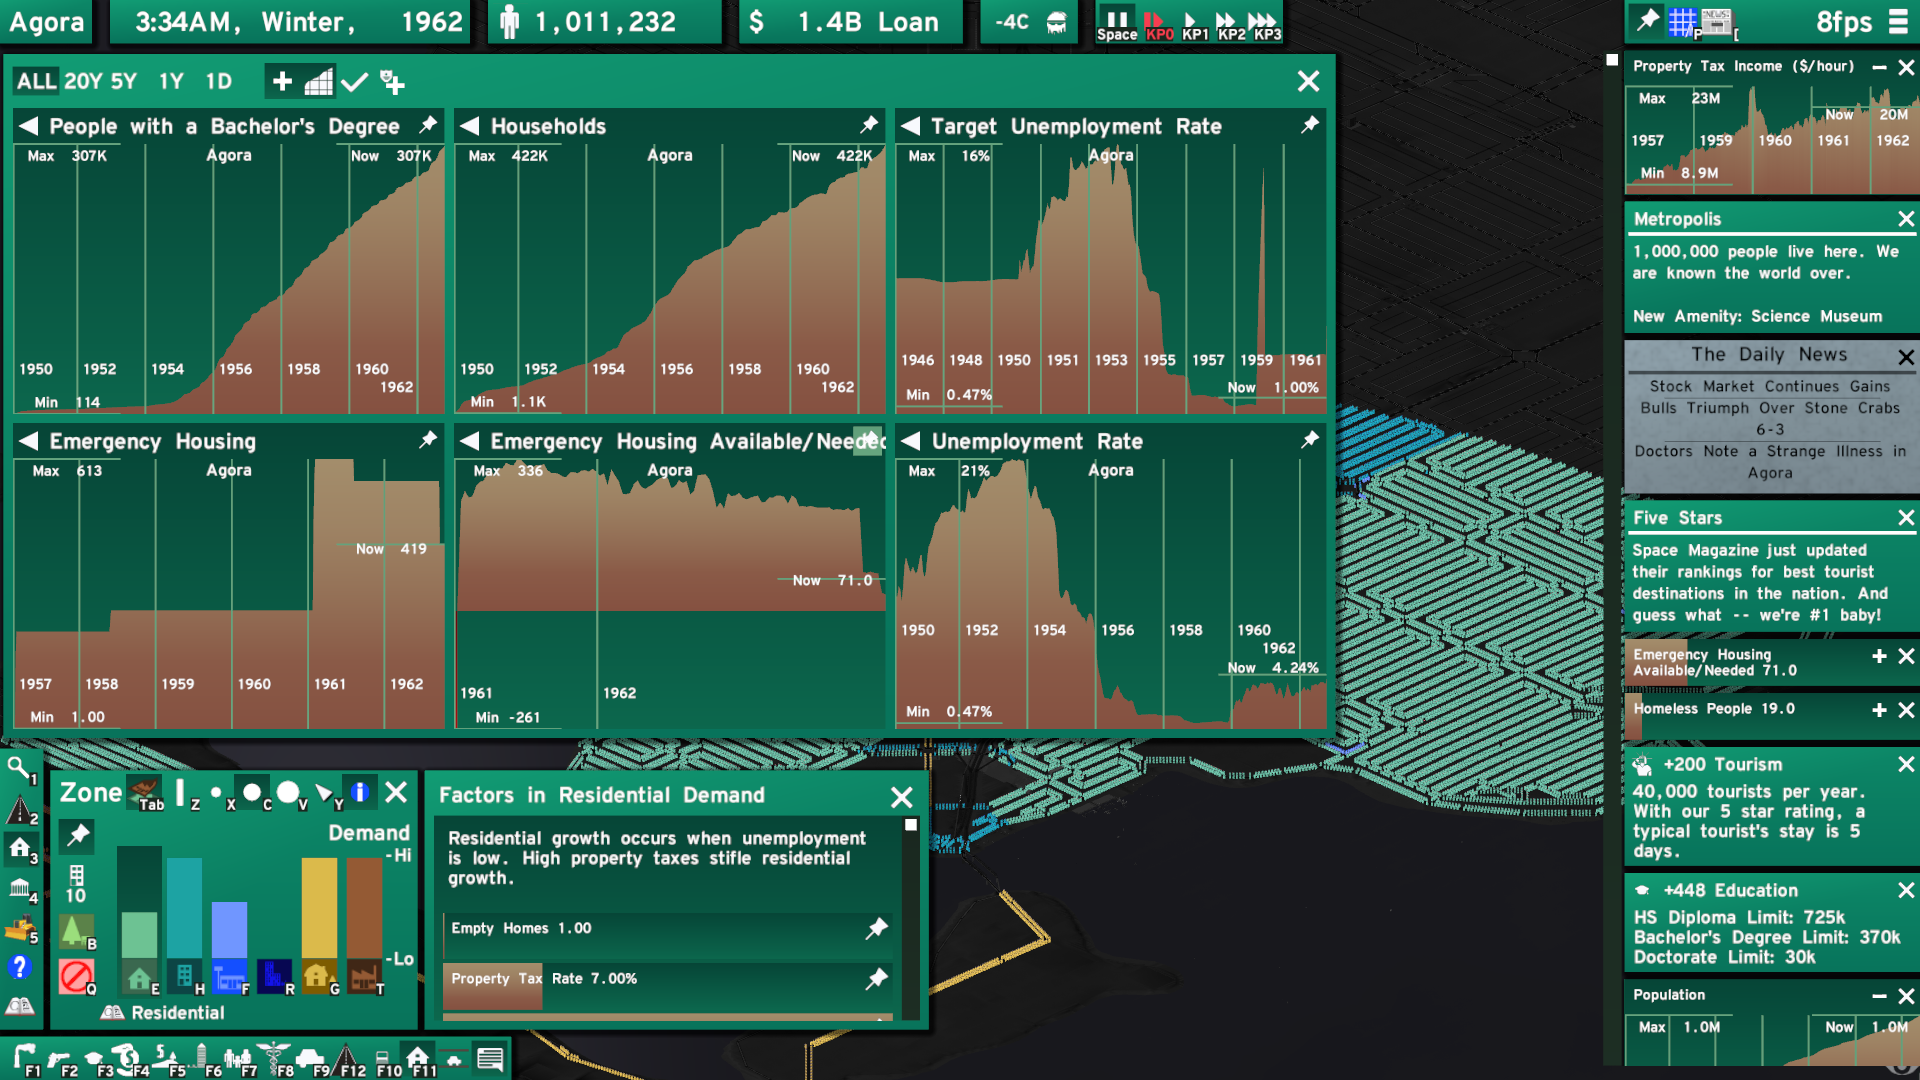 Agora
3:34AM, Winter, 1962
1,011,232
$ 1.4B Loan
-4C
Space KP0 KP1 KP2 KP3
P [
8fps
ALL 20Y 5Y 1Y 1D
People with a Bachelor's Degree
Max 307K
Agora
Now 307K
1950 1952 1954 1956 1958 1960
1962
Min 114
Households
Max 422K
Agora
Now 422K
1950 1952 1954 1956 1958 1960
1962
Min 1.1K
Target Unemployment Rate
Max 16%
Agora
1946 1948 1950 1951 1953 1955 1957 1959 1961
Now 1.00%
Min 0.47%
Emergency Housing
Max 613
Agora
Now 419
1957 1958 1959 1960 1961 1962
Min 1.00
Emergency Housing Available/Needed
Max 336
Agora
Now 71.0
1961 1962
Min -261
Unemployment Rate
Max 21%
Agora
1950 1952 1954 1956 1958 1960
1962
Now 4.24%
Min 0.47%
Property Tax Income ($/hour)
Max 23M
Now 20M
1957 1959 1960 1961 1962
Min 8.9M
Metropolis
1,000,000 people live here. We
are known the world over.
New Amenity: Science Museum
The Daily News
Stock Market Continues Gains
Bulls Triumph Over Stone Crabs
6-3
Doctors Note a Strange Illness in
Agora
Five Stars
Space Magazine just updated
their rankings for best tourist
destinations in the nation. And
guess what -- we're #1 baby!
Emergency Housing
Available/Needed 71.0
Homeless People 19.0
+200 Tourism
40,000 tourists per year.
With our 5 star rating, a
typical tourist's stay is 5
days.
+448 Education
HS Diploma Limit: 725k
Bachelor's Degree Limit: 370k
Doctorate Limit: 30k
Population
Max 1.0M
Now 1.0M
1
2
3
4
5
Zone
Tab Z X C V Y
Demand
-Hi
10
B
-Lo
Q E H F R G T
Residential
Factors in Residential Demand
Residential growth occurs when unemployment
is low. High property taxes stifle residential
growth.
Empty Homes 1.00
Property Tax Rate 7.00%
F1 F2 F3 F4 F5 F6 F7 F8 F9 F12 F10 F11